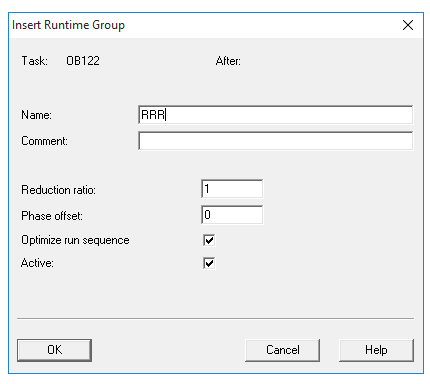 Insert Runtime Group
Task: OB122 After:
Name: RRR
Comment:
Reduction ratio: 1
Phase offset: 0
Optimize run sequence
Active:
OK Cancel Help